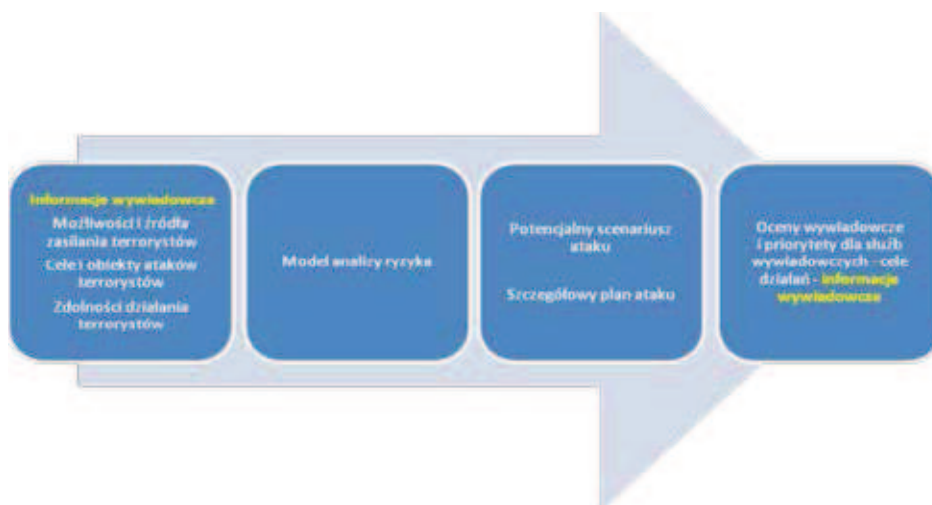 Informacje wywiadowcze
Możliwości i źródła
zasilania terrorystów
Cele i obiekty ataków
terrorystów
Zdolności działania
terrorystów
Model analizy ryzyka
Potencjalny scenariusz
ataku
Szczegółowy plan ataku
Oceny wywiadowcze
i priorytety dla służb
wywiadowczych - cele
działań - informacje
wywiadowcze